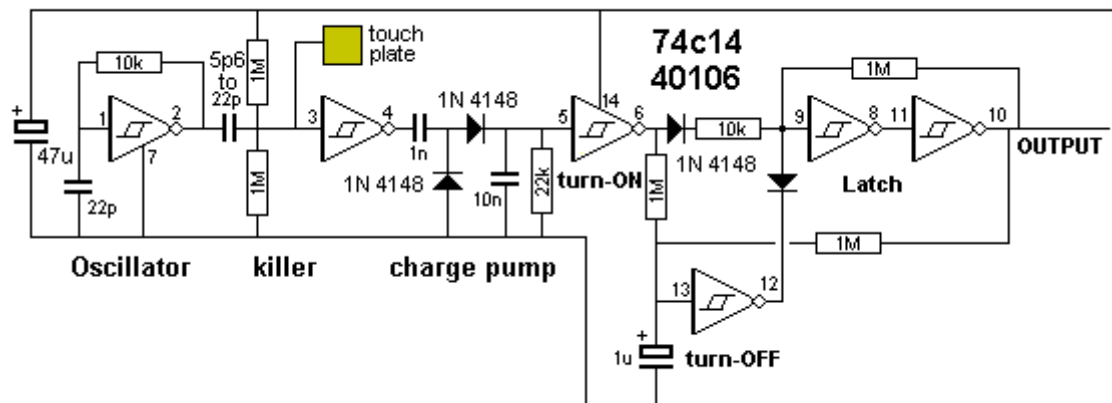 10k
1
2
7
+
47u
22p
5p6
to
22p
1M
1M
touch
plate
3
4
1n
1N 4148
1N 4148
10n
22k
5
14
6
turn-ON
74c14
40106
1M
10k
1N 4148
1M
9
8
11
10
OUTPUT
Latch
1M
13
12
+
1u
turn-OFF
Oscillator
killer
charge pump